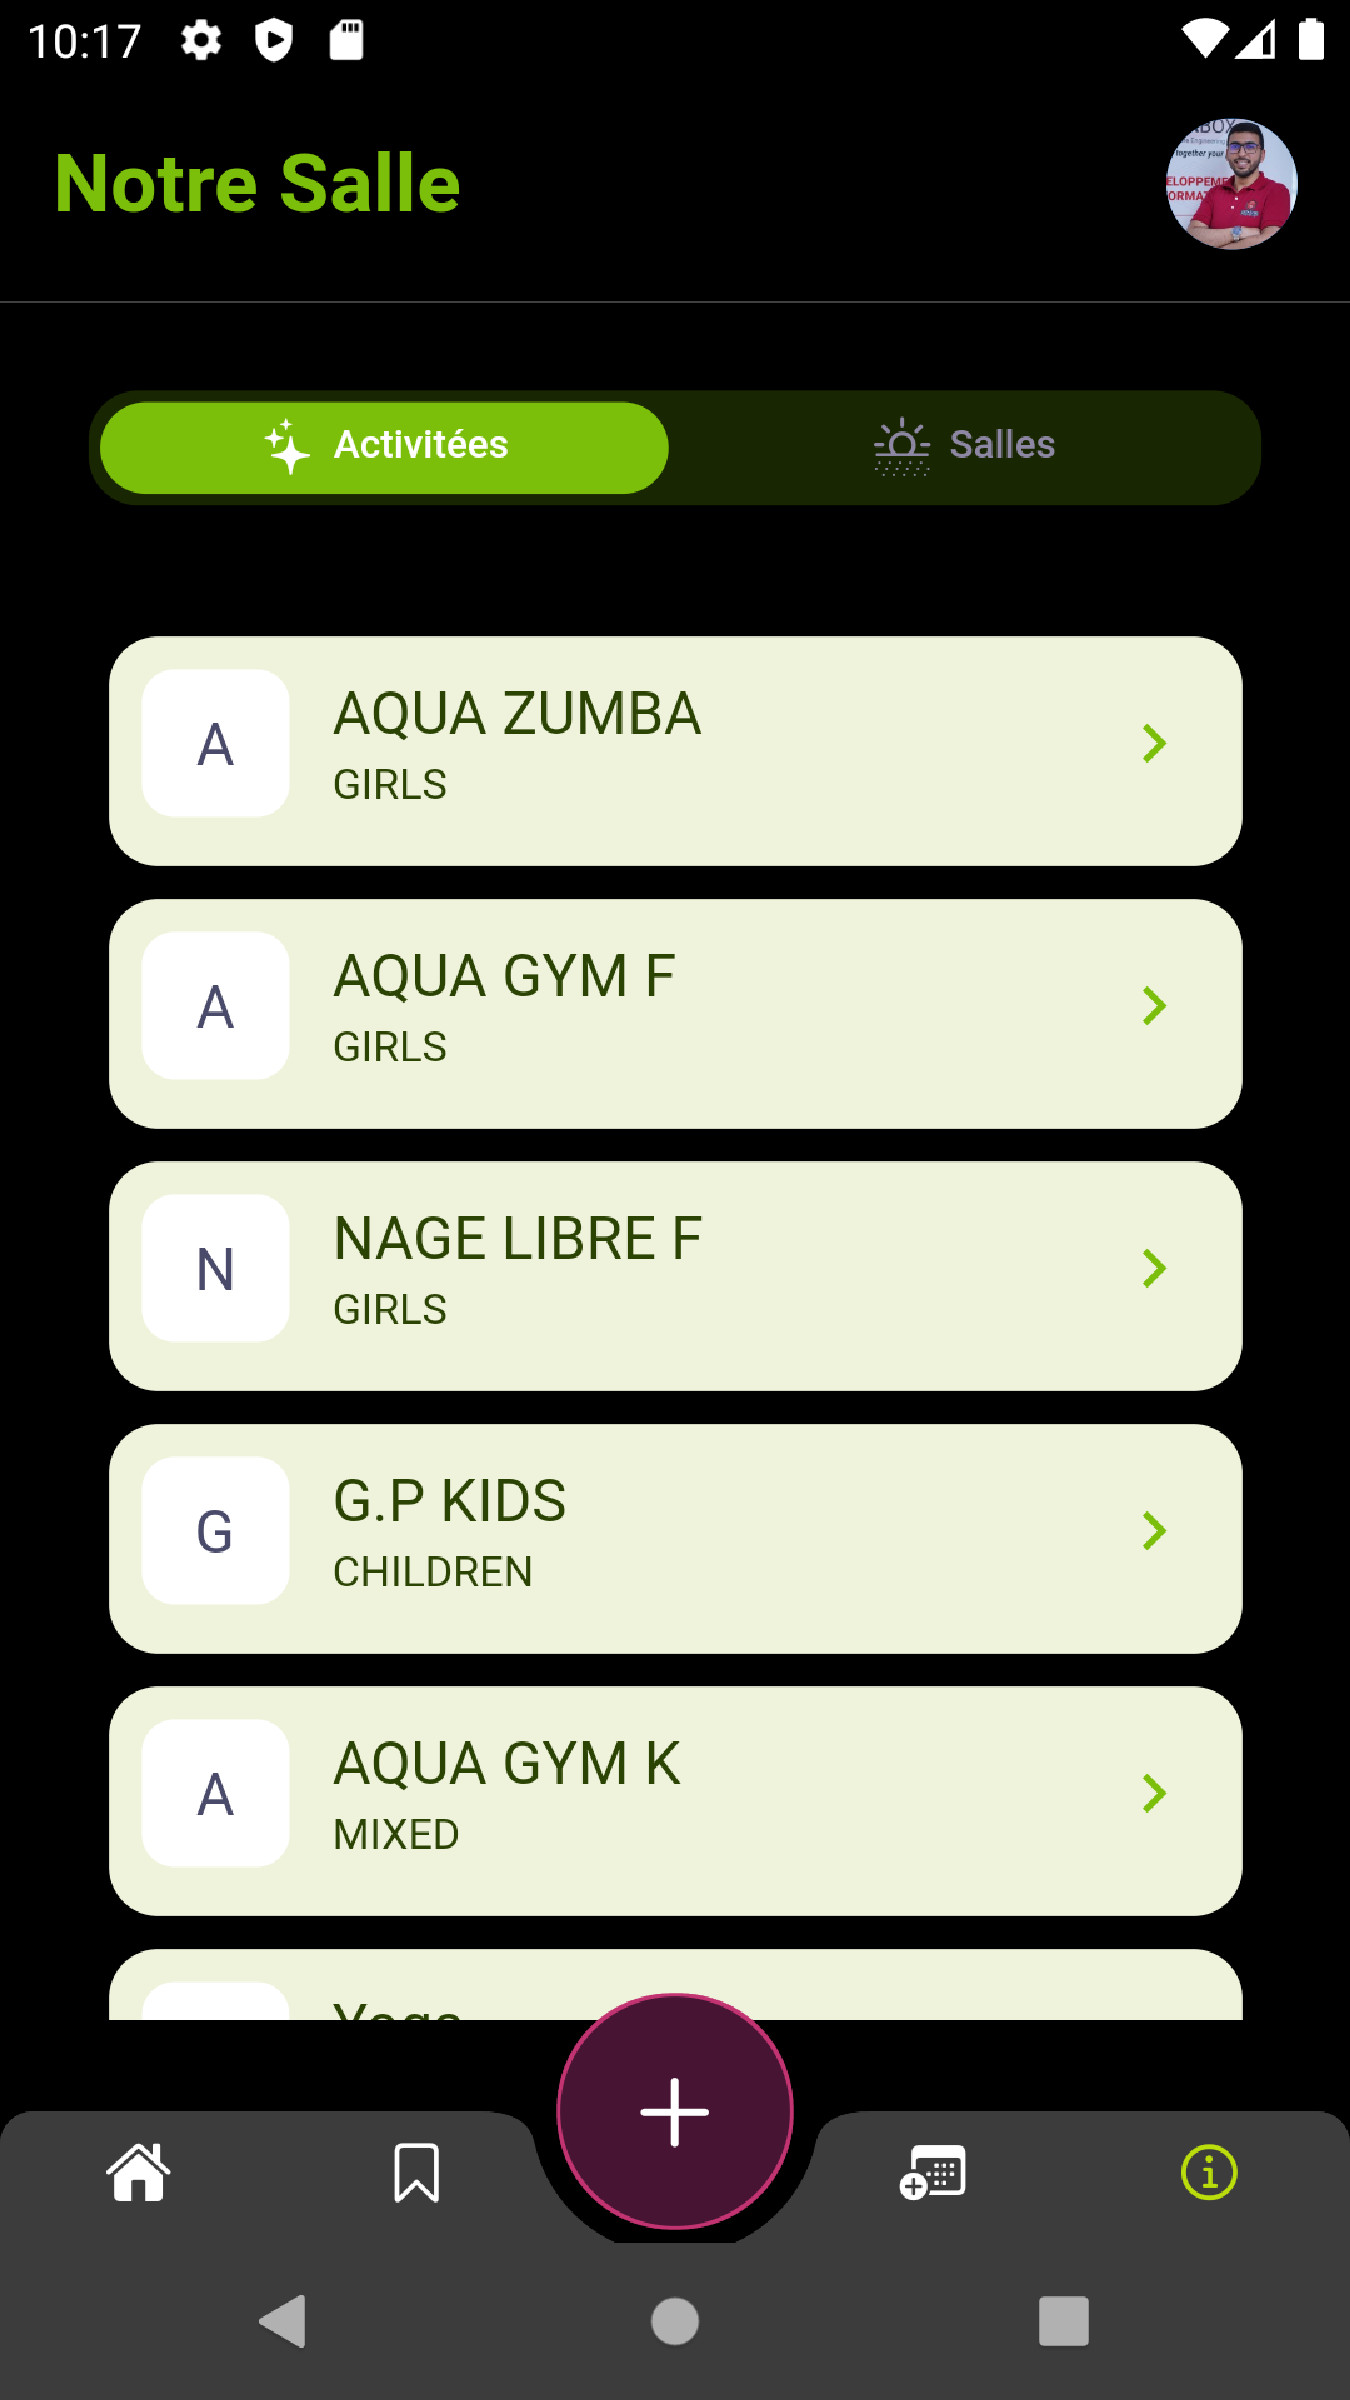 10:17
Notre Salle
Activitées
Salles
A
AQUA ZUMBA
GIRLS
A
AQUA GYM F
GIRLS
N
NAGE LIBRE F
GIRLS
G
G.P KIDS
CHILDREN
A
AQUA GYM K
MIXED
Yoga